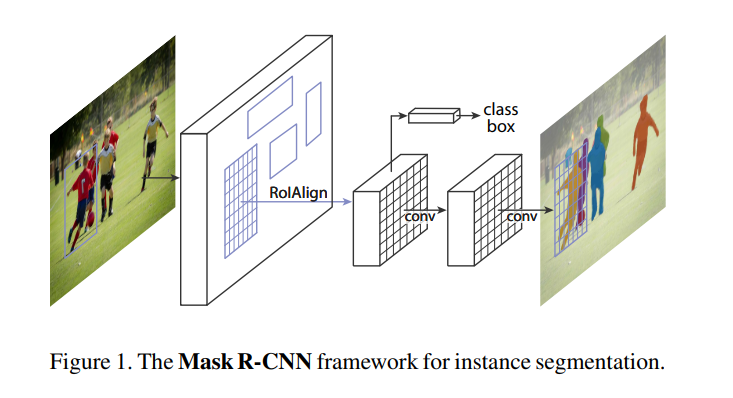 class
box
RoIAlign
conv
conv
Figure 1. The Mask R-CNN framework for instance segmentation.